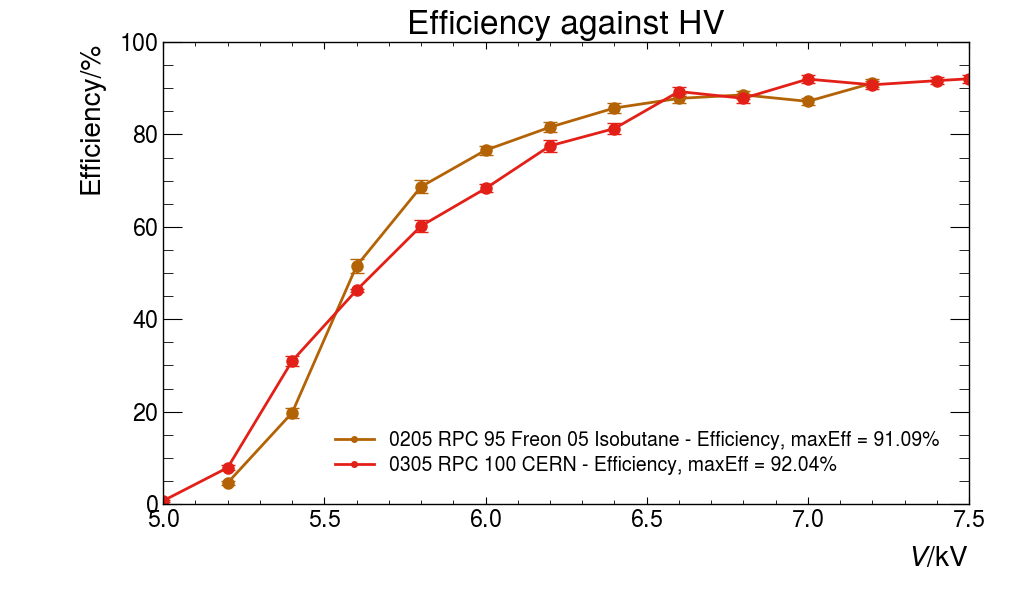 Efficiency against HV
Efficiency/%
100
80
60
40
20
0
0205 RPC 95 Freon 05 Isobutane - Efficiency, maxEff = 91.09%
0305 RPC 100 CERN - Efficiency, maxEff = 92.04%
5.0 5.5 6.0 6.5 7.0 7.5
V/kV